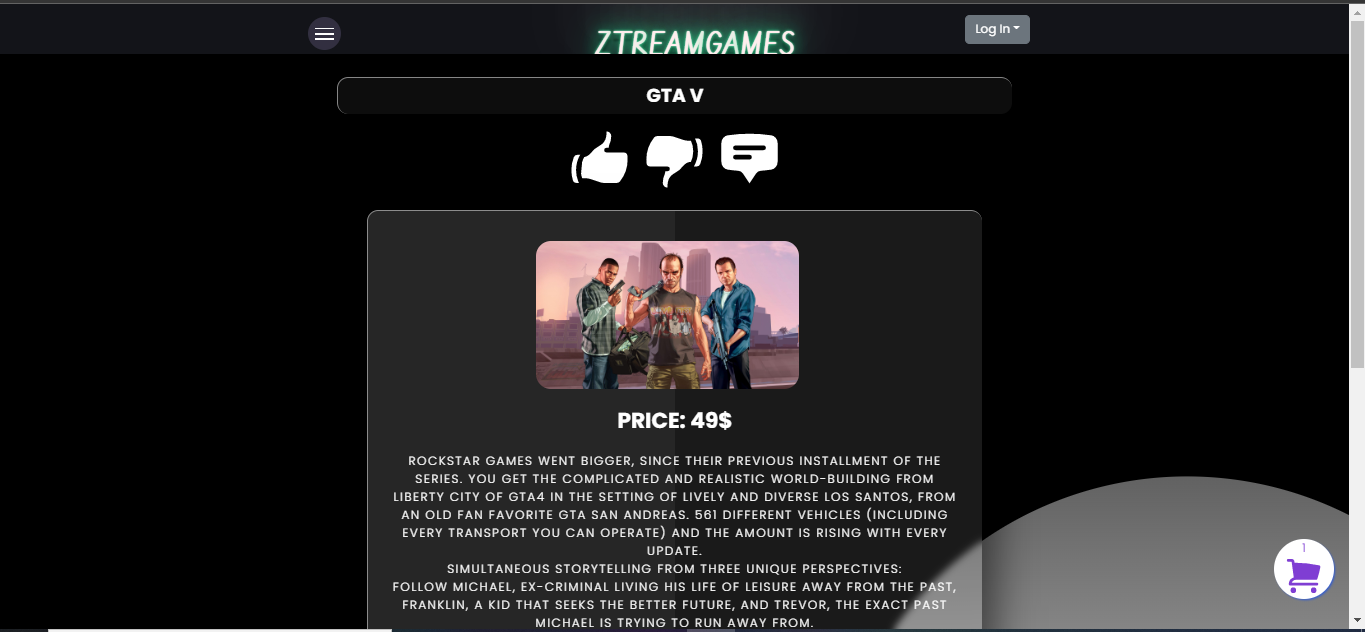 ZTREAMGAMES
Log In
GTA V
PRICE: 49$
ROCKSTAR GAMES WENT BIGGER, SINCE THEIR PREVIOUS INSTALLMENT OF THE
SERIES. YOU GET THE COMPLICATED AND REALISTIC WORLD-BUILDING FROM
LIBERTY CITY OF GTA4 IN THE SETTING OF LIVELY AND DIVERSE LOS SANTOS, FROM
AN OLD FAN FAVORITE GTA SAN ANDREAS. 561 DIFFERENT VEHICLES (INCLUDING
EVERY TRANSPORT YOU CAN OPERATE) AND THE AMOUNT IS RISING WITH EVERY
UPDATE.
SIMULTANEOUS STORYTELLING FROM THREE UNIQUE PERSPECTIVES:
FOLLOW MICHAEL, EX-CRIMINAL LIVING HIS LIFE OF LEISURE AWAY FROM THE PAST,
FRANKLIN, A KID THAT SEEKS THE BETTER FUTURE, AND TREVOR, THE EXACT PAST
MICHAEL IS TRYING TO RUN AWAY FROM.
1